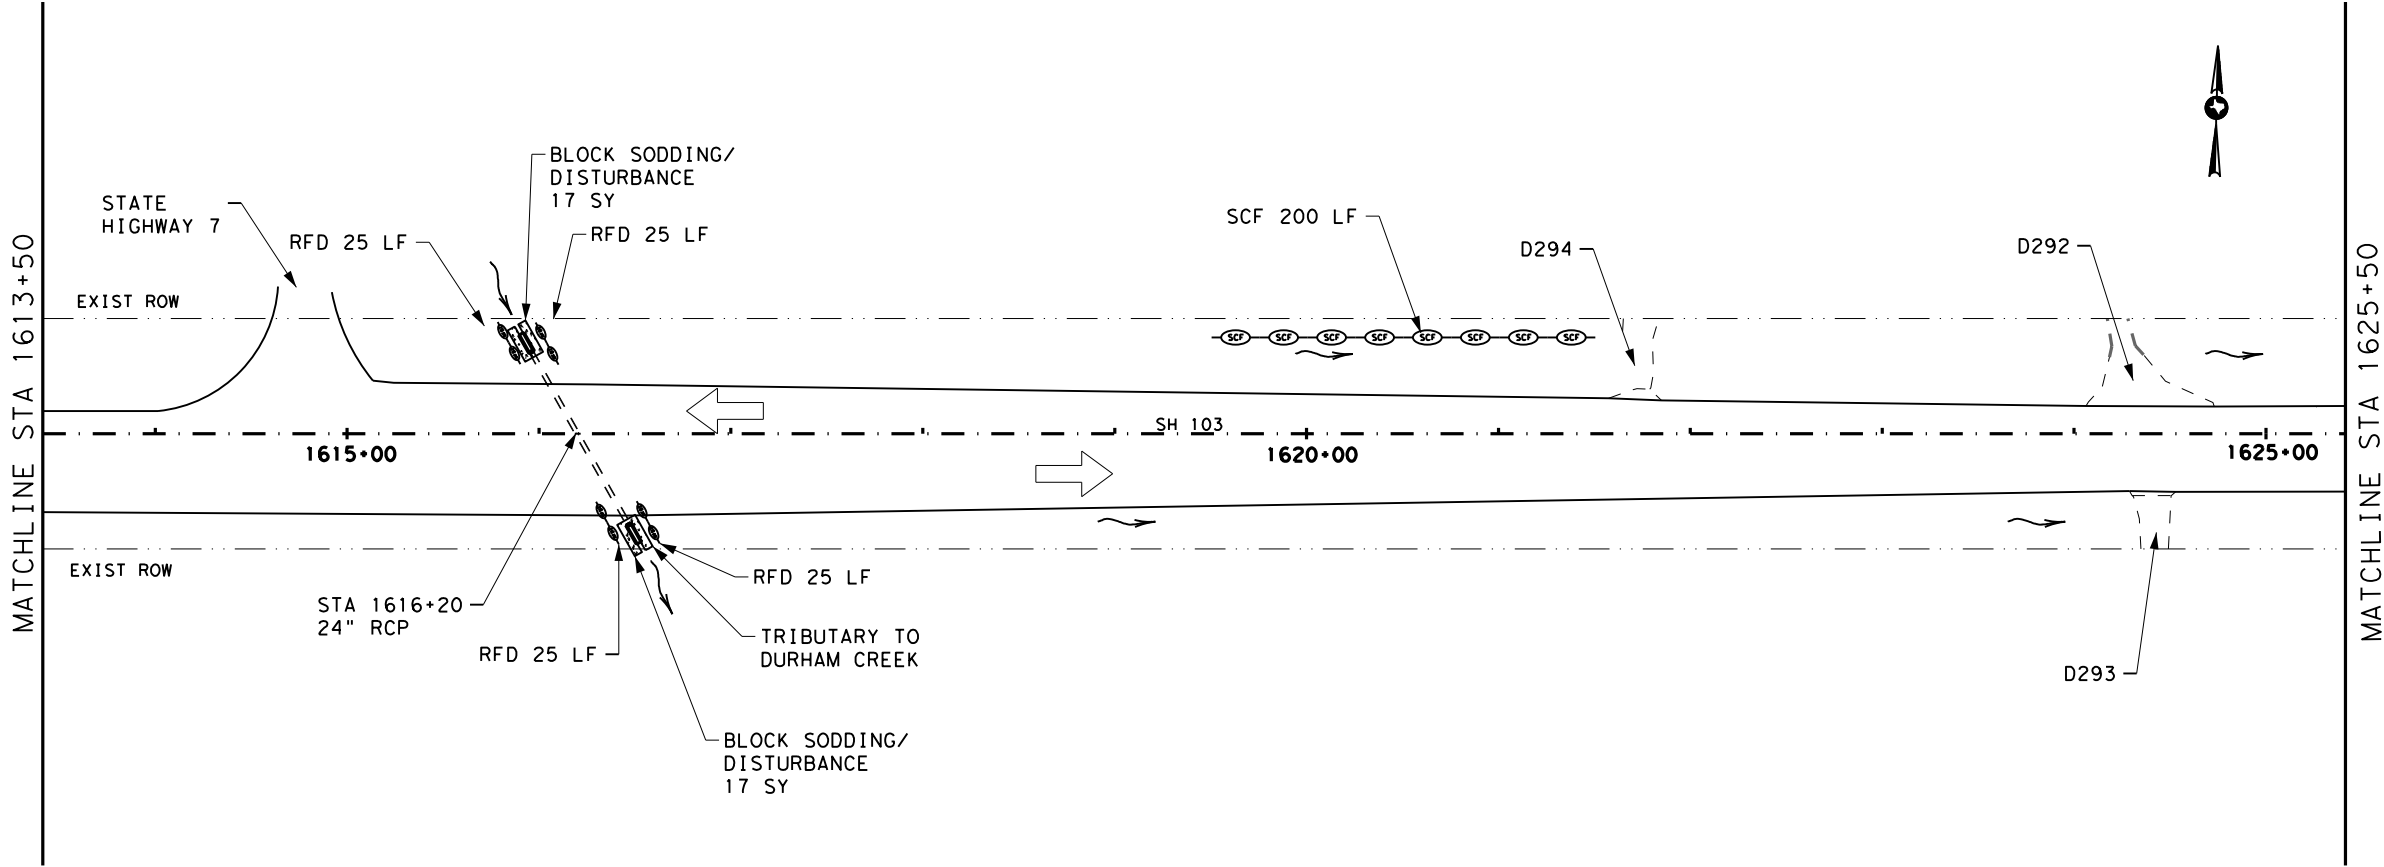 MATCHLINE STA 1613+50
STATE
HIGHWAY 7
RFD 25 LF
BLOCK SODDING/
DISTURBANCE
17 SY
RFD 25 LF
EXIST ROW
SCF 200 LF
D294
D292
SCF SCF SCF SCF SCF SCF SCF SCF
SH 103
1615+00
1620+00
1625+00
EXIST ROW
STA 1616+20
24" RCP
RFD 25 LF
RFD 25 LF
TRIBUTARY TO
DURHAM CREEK
BLOCK SODDING/
DISTURBANCE
17 SY
D293
MATCHLINE STA 1625+50